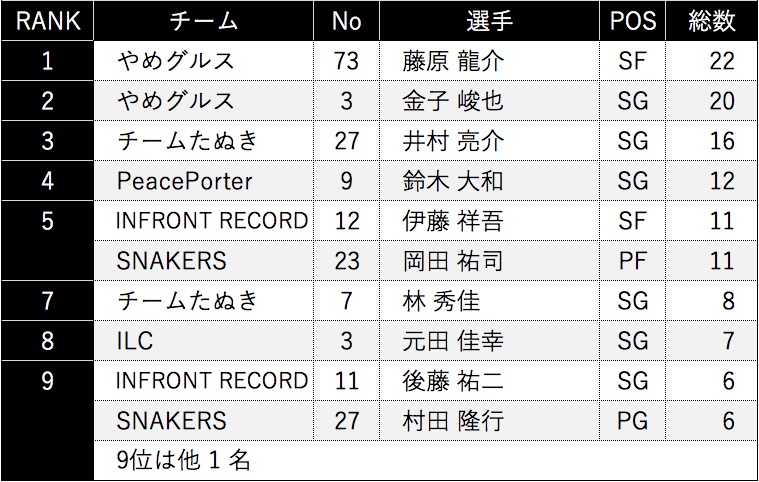 RANK チーム No 選手 POS 総数
1 やめグルス 73 藤原 龍介 SF 22
2 やめグルス 3 金子 峻也 SG 20
3 チームたぬき 27 井村 亮介 SG 16
4 PeacePorter 9 鈴木 大和 SG 12
5 INFRONT RECORD 12 伊藤 祥吾 SF 11
SNAKERS 23 岡田 祐司 PF 11
7 チームたぬき 7 林 秀佳 SG 8
8 ILC 3 元田 佳幸 SG 7
9 INFRONT RECORD 11 後藤 祐二 SG 6
SNAKERS 27 村田 隆行 PG 6
9位は他 1 名